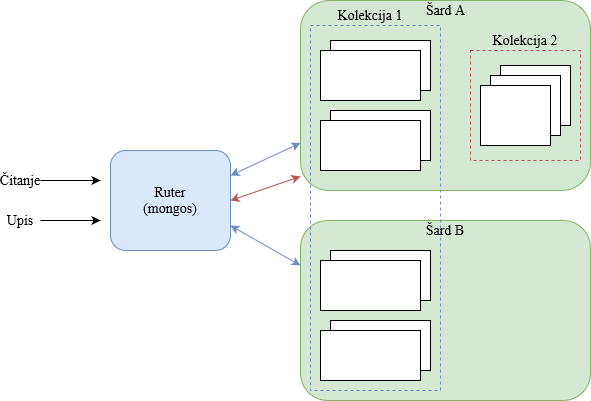 Kolekcija 1
Šard A
Kolekcija 2
Čitanje
Upis
Ruter
(mongos)
Šard B